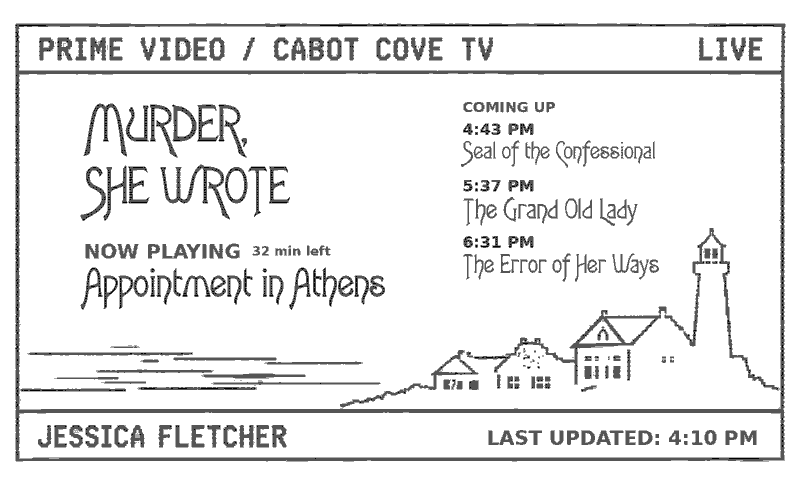 PRIME VIDEO / CABOT COVE TV
LIVE
MURDER,
SHE WROTE
NOW PLAYING 32 min left
Appointment in Athens
COMING UP
4:43 PM
Seal of the Confessional
5:37 PM
The Grand Old Lady
6:31 PM
The Error of Her Ways
JESSICA FLETCHER
LAST UPDATED: 4:10 PM